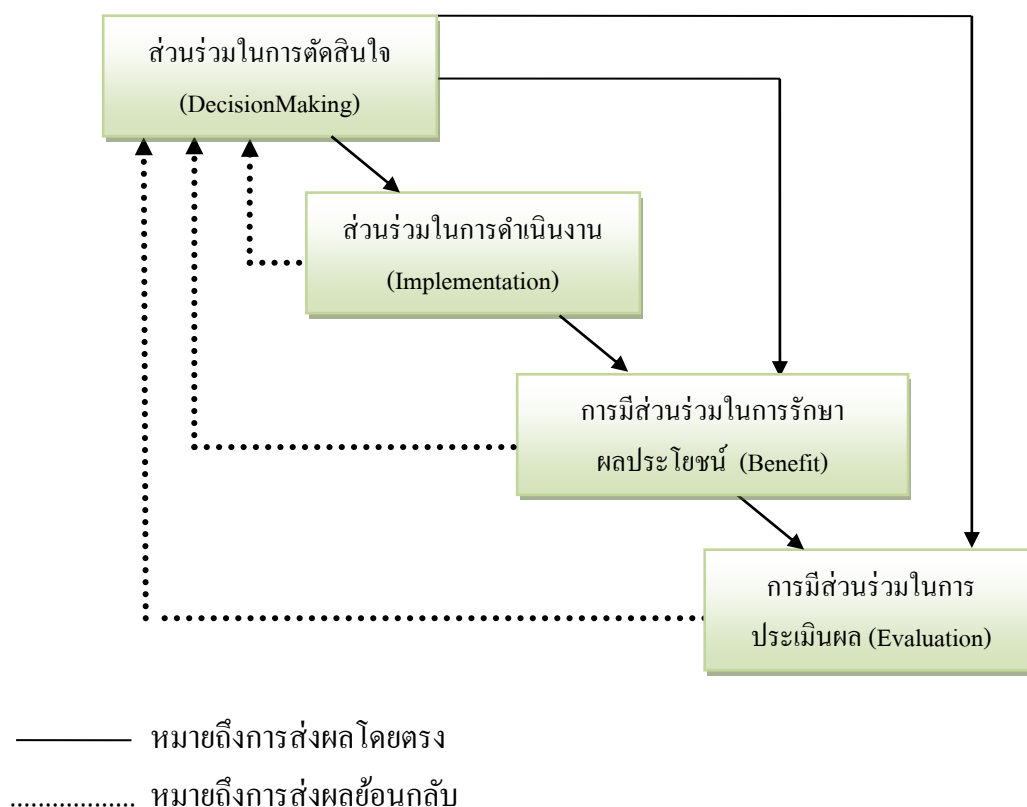 ส่วนร่วมในการตัดสินใจ
(DecisionMaking)
ส่วนร่วมในการดำเนินงาน
(Implementation)
การมีส่วนร่วมในการรักษา
ผลประโยชน์ (Benefit)
การมีส่วนร่วมในการ
ประเมินผล (Evaluation)
หมายถึงการส่งผลโดยตรง
หมายถึงการส่งผลย้อนกลับ